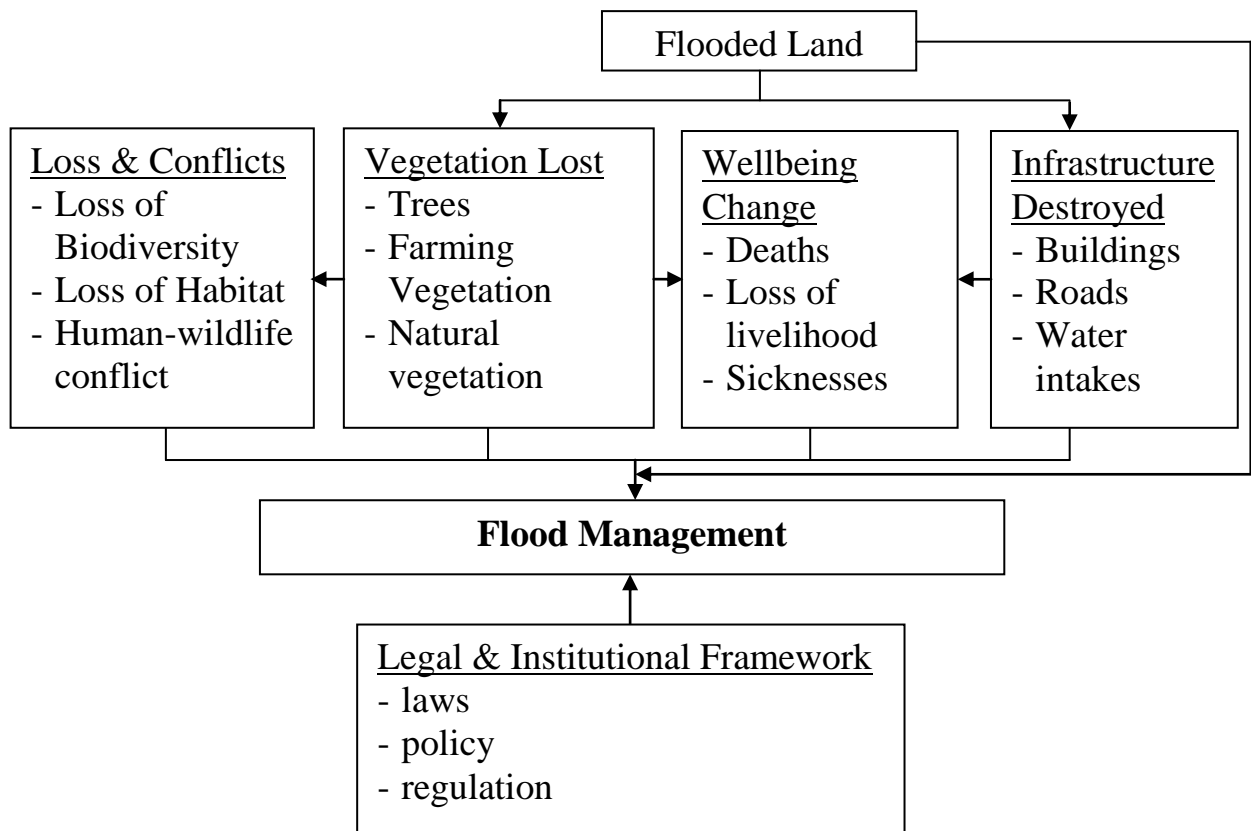 Flooded Land
Loss & Conflicts
- Loss of
Biodiversity
- Loss of Habitat
- Human-wildlife
conflict
Vegetation Lost
- Trees
- Farming
Vegetation
- Natural
vegetation
Wellbeing
Change
- Deaths
- Loss of
livelihood
- Sicknesses
Infrastructure
Destroyed
- Buildings
- Roads
- Water
intakes
Flood Management
Legal & Institutional Framework
- laws
- policy
- regulation